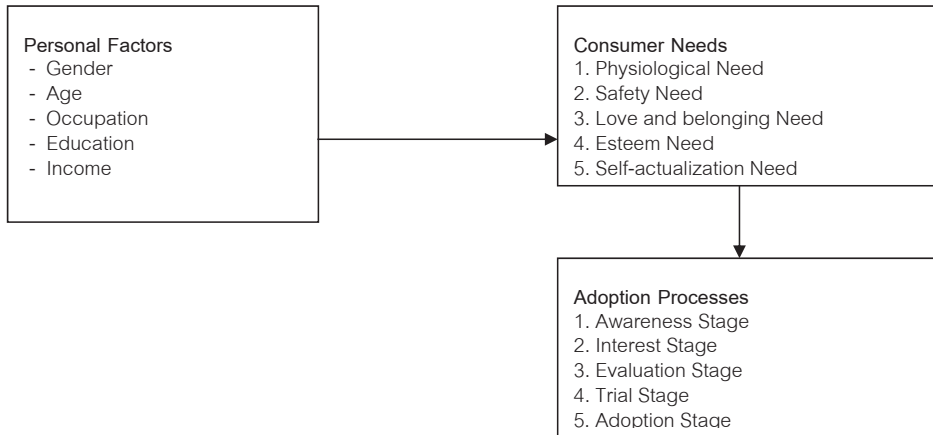 Personal Factors
- Gender
- Age
- Occupation
- Education
- Income
Consumer Needs
1. Physiological Need
2. Safety Need
3. Love and belonging Need
4. Esteem Need
5. Self-actualization Need
Adoption Processes
1. Awareness Stage
2. Interest Stage
3. Evaluation Stage
4. Trial Stage
5. Adoption Stage